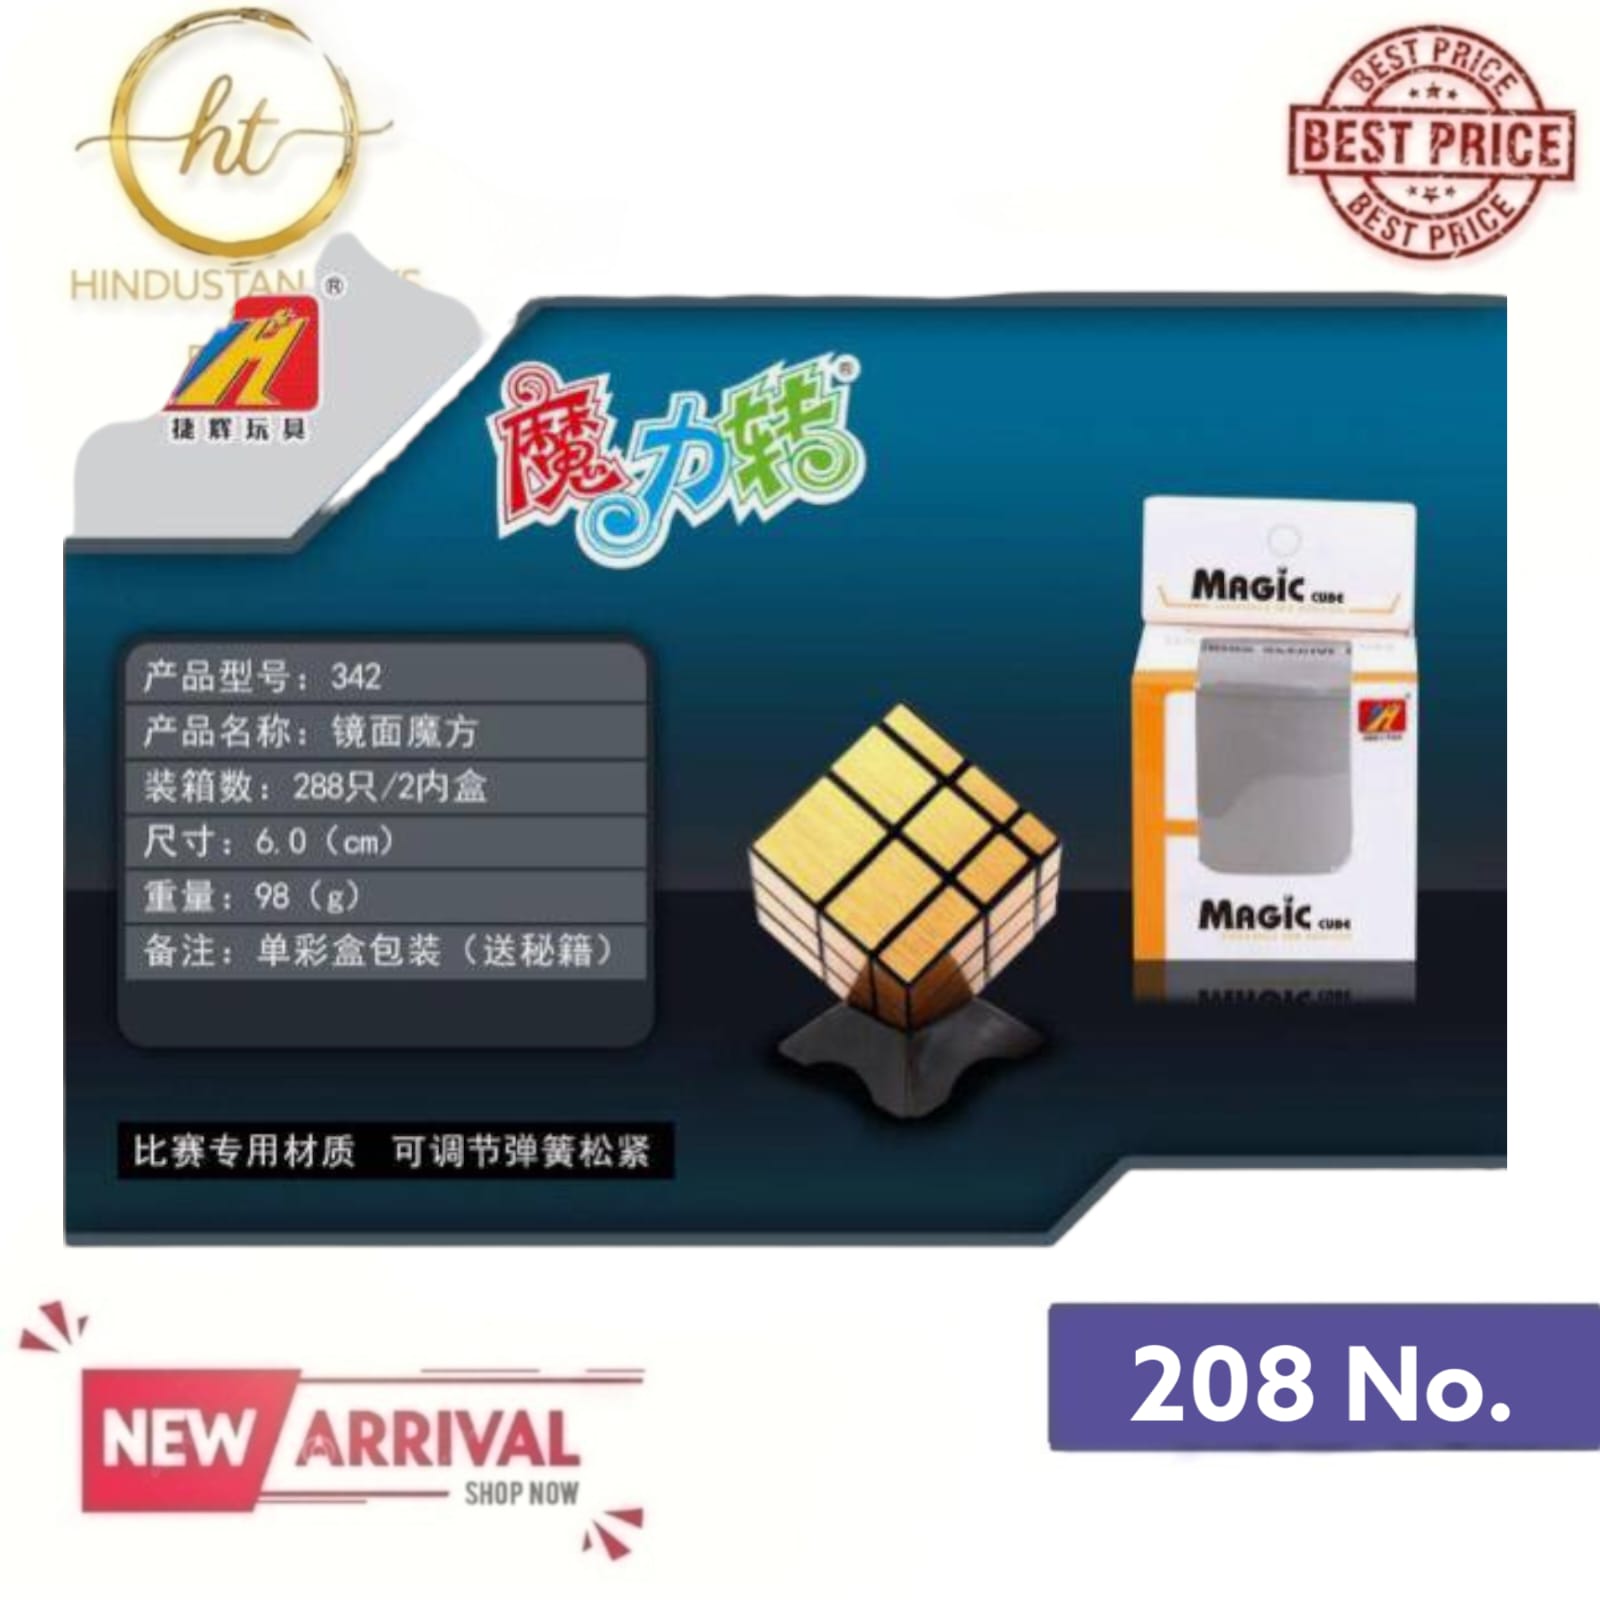 ht
HINDUSTAN
BEST PRICE
BEST PRICE
BEST PRICE
®
捷辉玩具
魔力转®
MAGIC CUBE
产品型号：342
产品名称：镜面魔方
装箱数：288只/2内盒
尺寸：6.0（cm）
重量：98（g）
备注：单彩盒包装（送秘籍）
MAGIC CUBE
比赛专用材质 可调节弹簧松紧
NEW ARRIVAL
SHOP NOW
208 No.